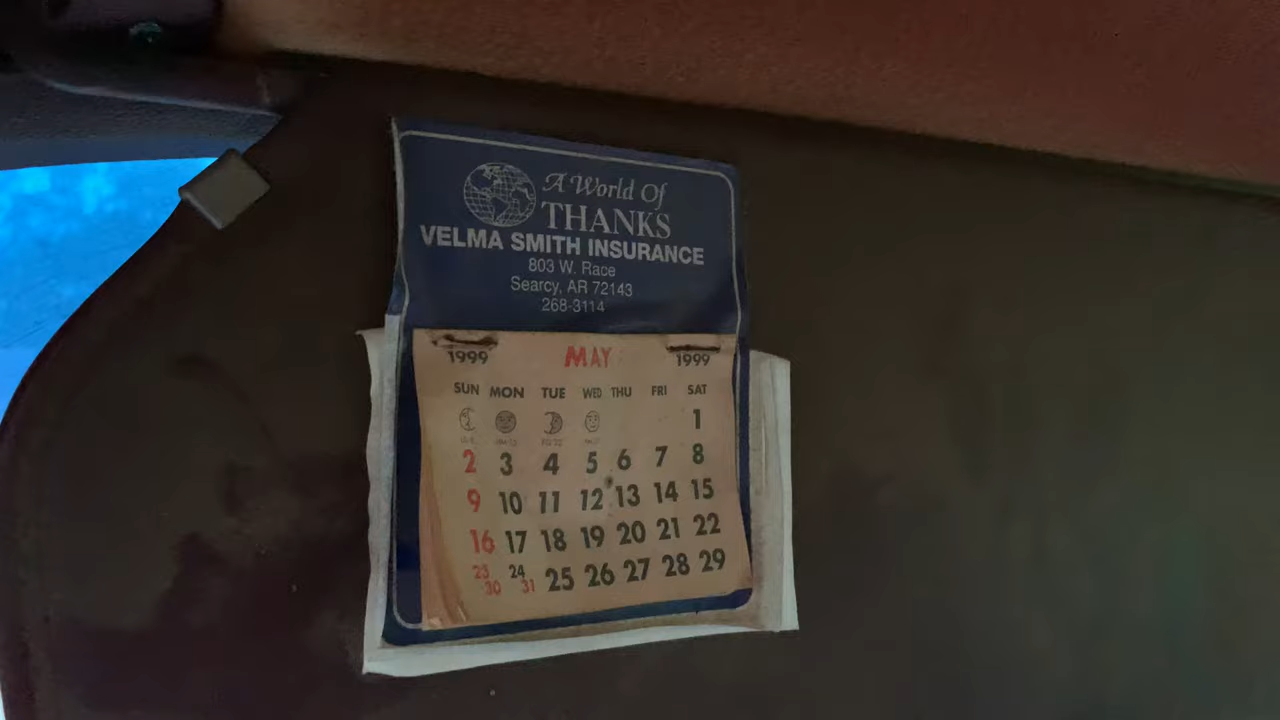 A World Of
THANKS
VELMA SMITH INSURANCE
803 W. Race
Searcy, AR 72143
268-3114
1999 MAY 1999
SUN MON TUE WED THU FRI SAT
1
2 3 4 5 6 7 8
9 10 11 12 13 14 15
16 17 18 19 20 21 22
23 30 24 31 25 26 27 28 29